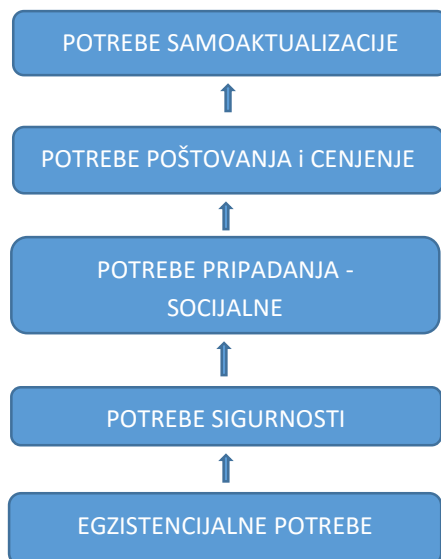 POTREBE SAMOAKTUALIZACIJE
POTREBE POŠTOVANJA i CENJENJE
POTREBE PRIPADANJA -
SOCIJALNE
POTREBE SIGURNOSTI
EGZISTENCIJALNE POTREBE